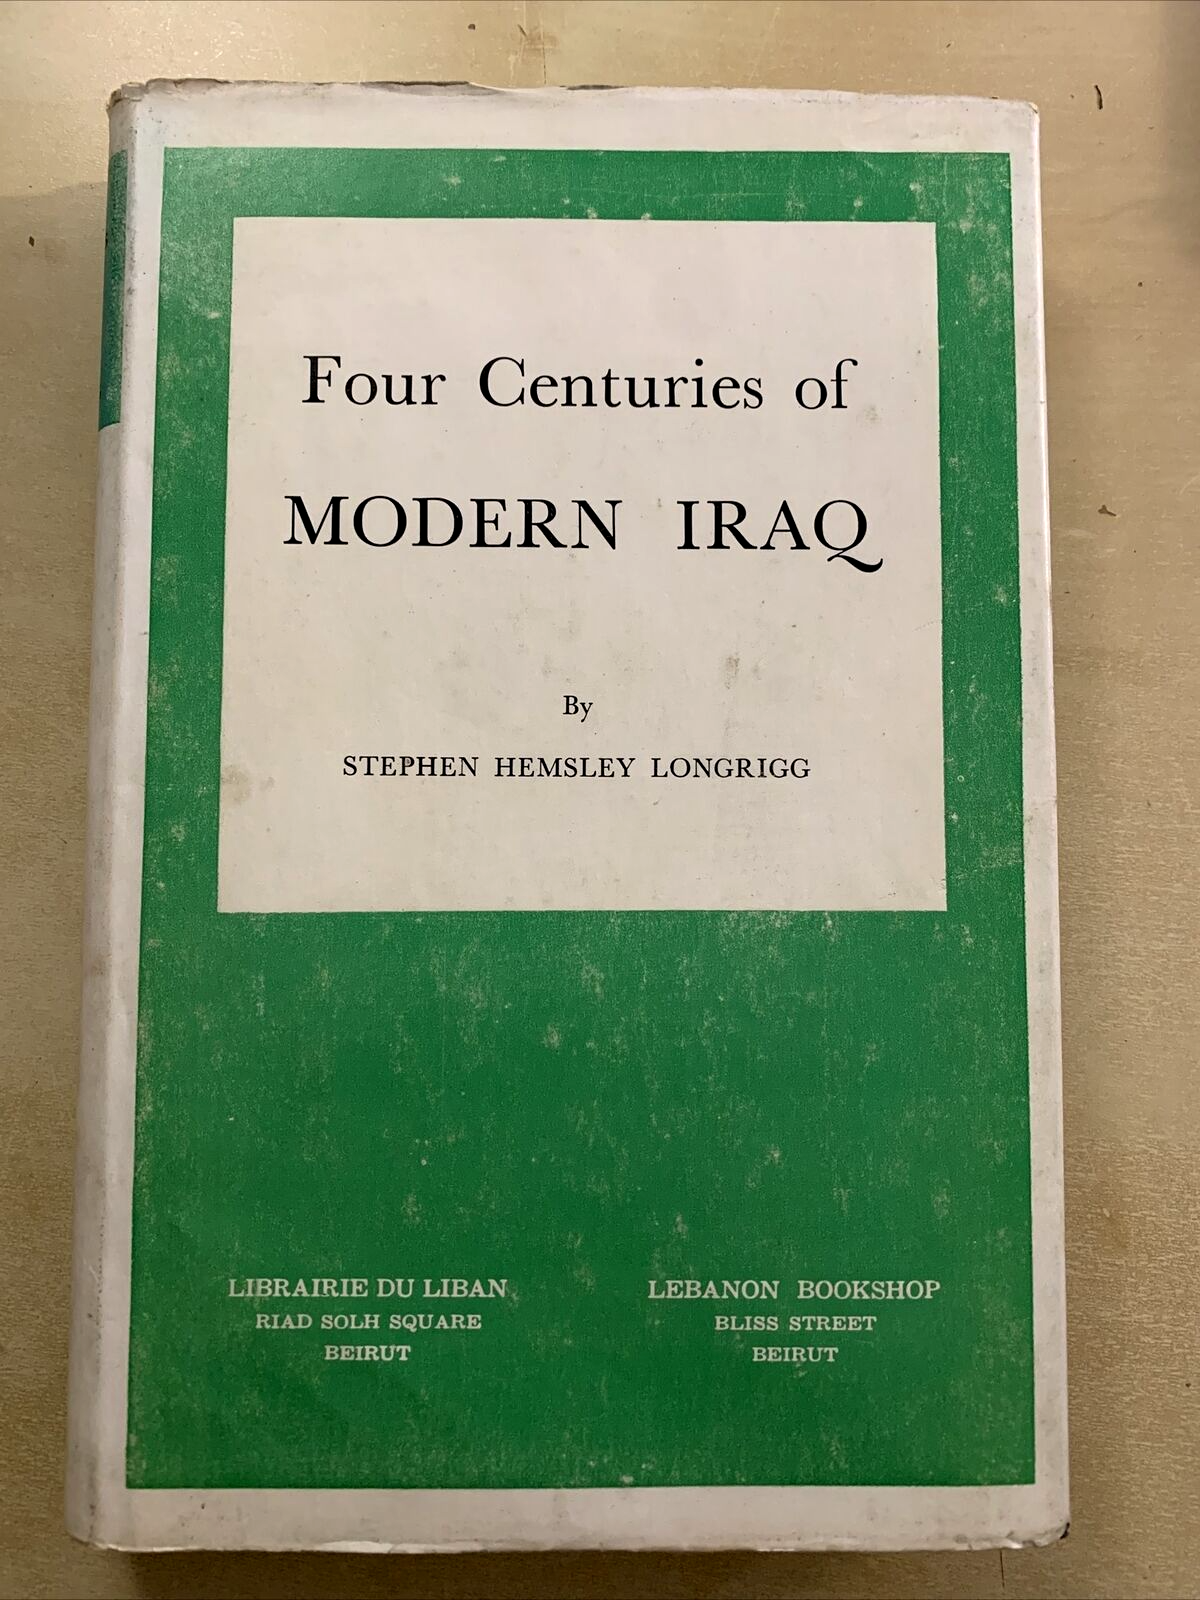 Four Centuries of
MODERN IRAQ
By
STEPHEN HEMSLEY LONGRIGG
LIBRAIRIE DU LIBAN
RIAD SOLH SQUARE
BEIRUT
LEBANON BOOKSHOP
BLISS STREET
BEIRUT